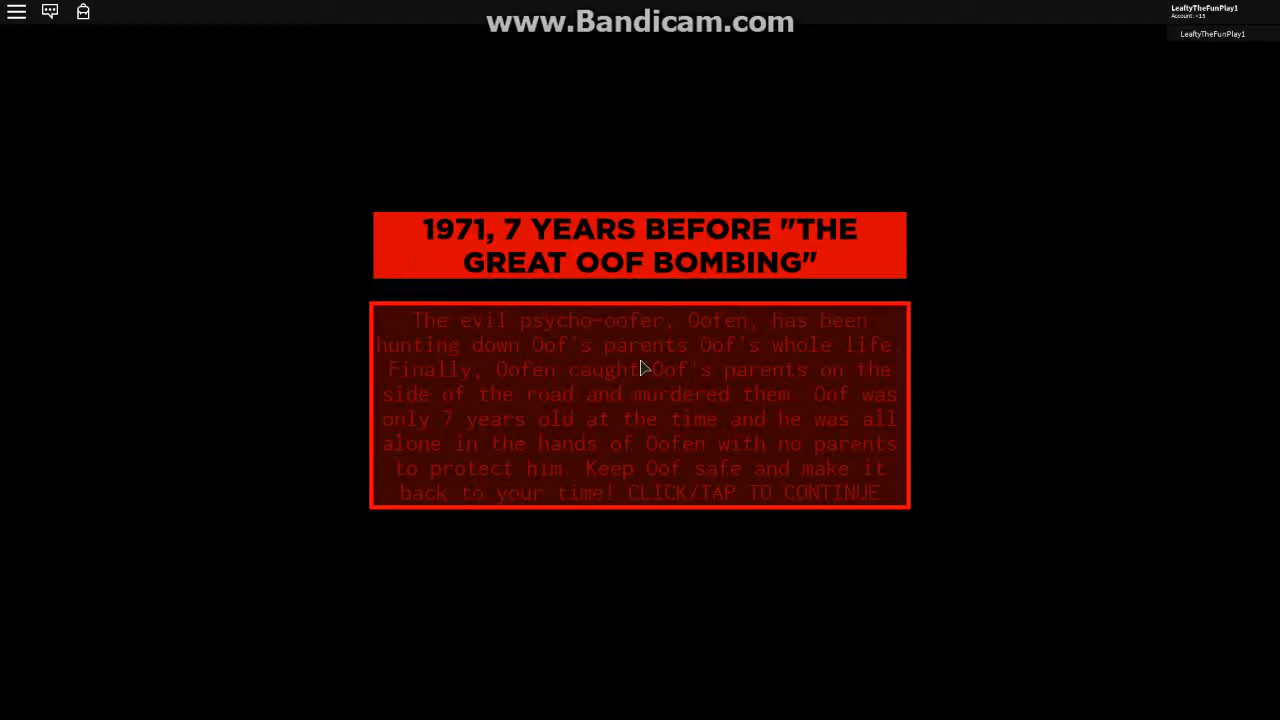 www.Bandicam.com
LeaftyTheFunPlay1
Account: <13
LeaftyTheFunPlay1
1971, 7 YEARS BEFORE "THE
GREAT OOF BOMBING"
The evil psycho-oofer, Oofen, has been
hunting down Oof's parents Oof's whole life.
Finally, Oofen caught Oof's parents on the
side of the road and murdered them. Oof was
only 7 years old at the time and he was all
alone in the hands of Oofen with no parents
to protect him. Keep Oof safe and make it
back to your time! CLICK/TAP TO CONTINUE